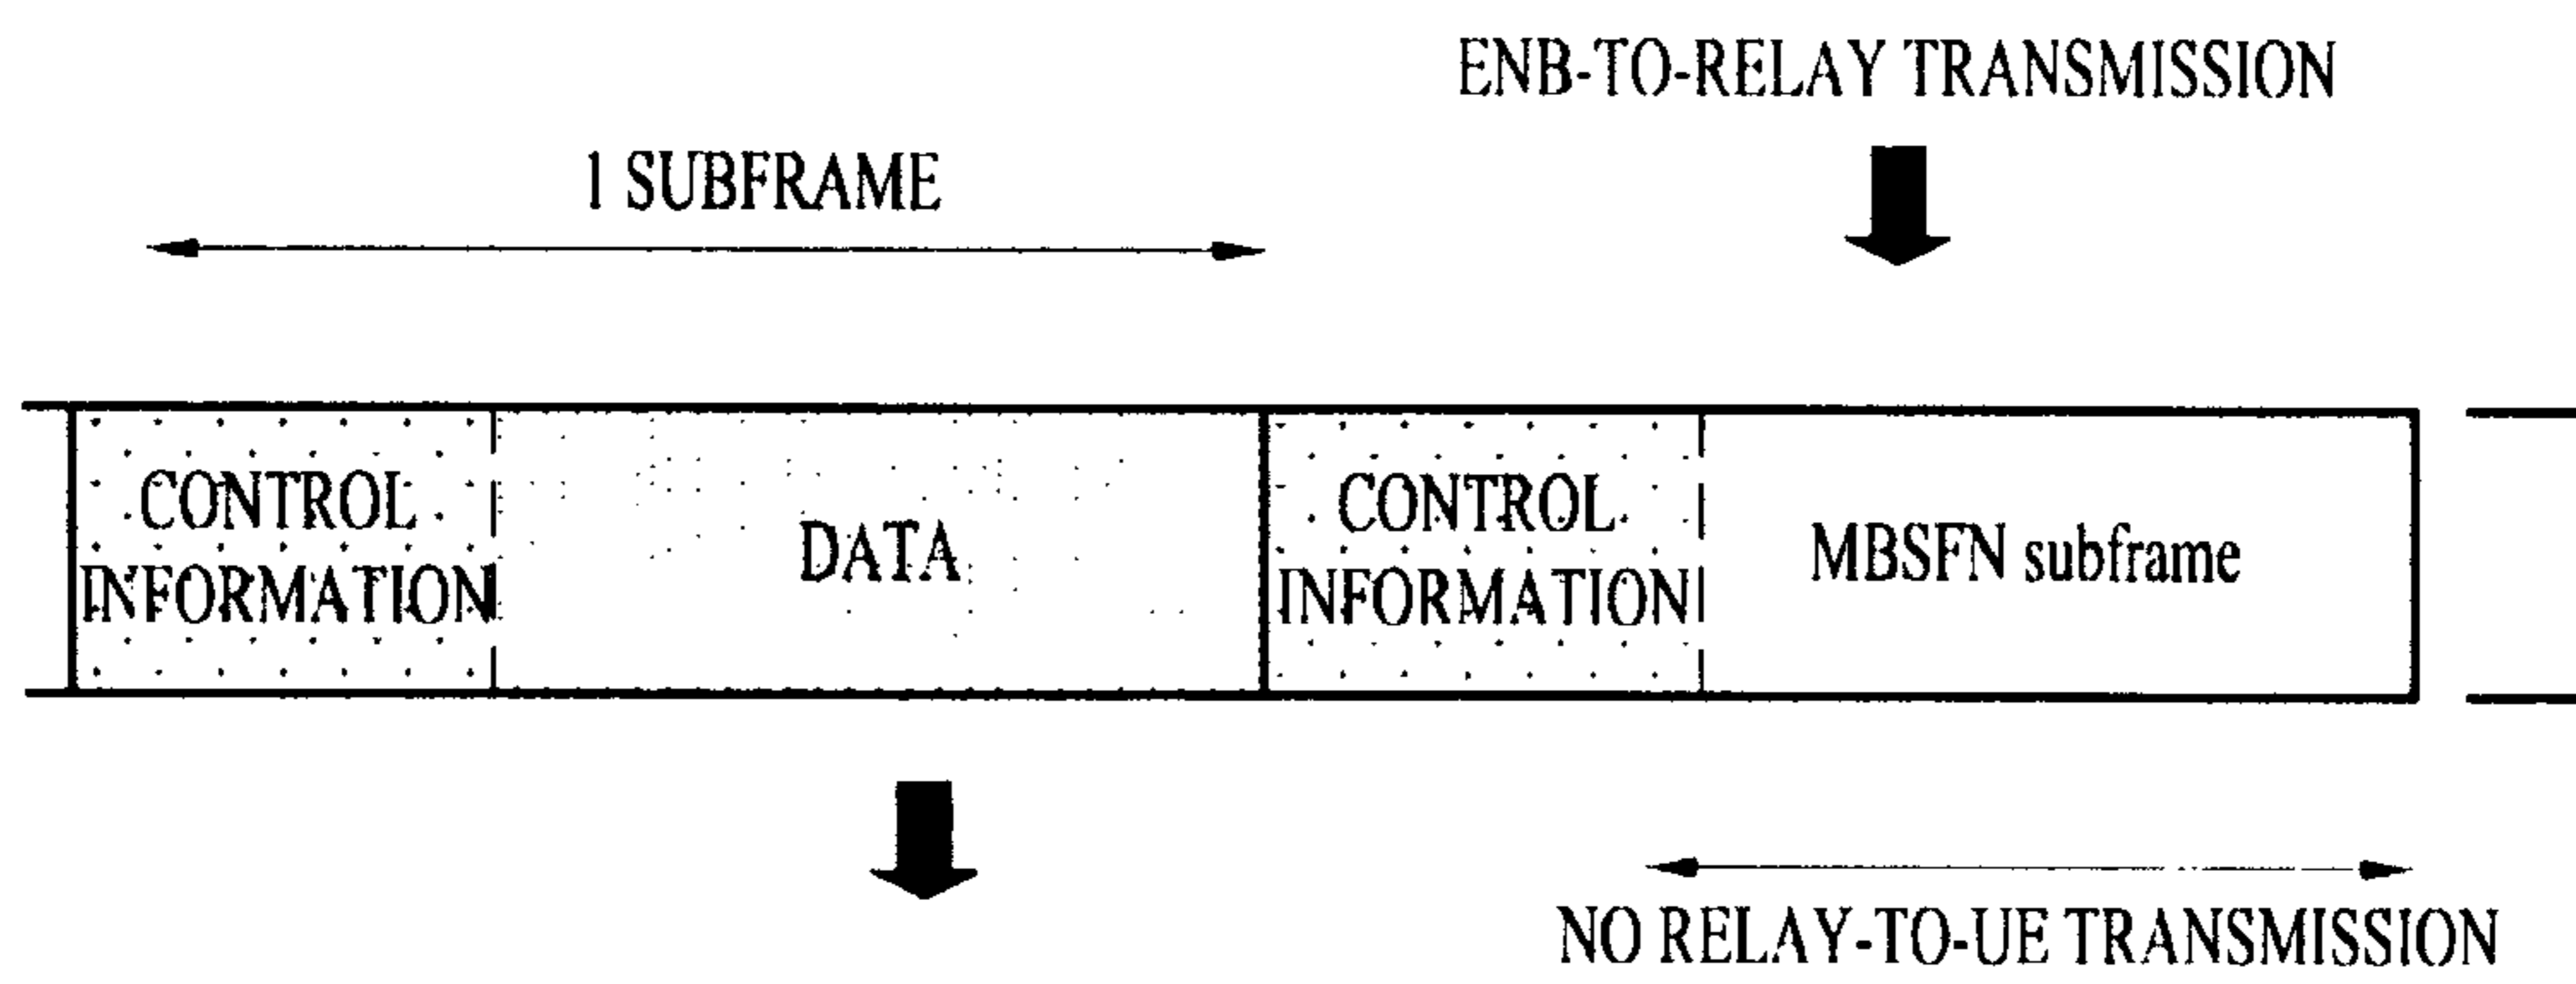 ENB-TO-RELAY TRANSMISSION
1 SUBFRAME
CONTROL
INFORMATION
DATA
CONTROL
INFORMATION
MBSFN subframe
NO RELAY-TO-UE TRANSMISSION